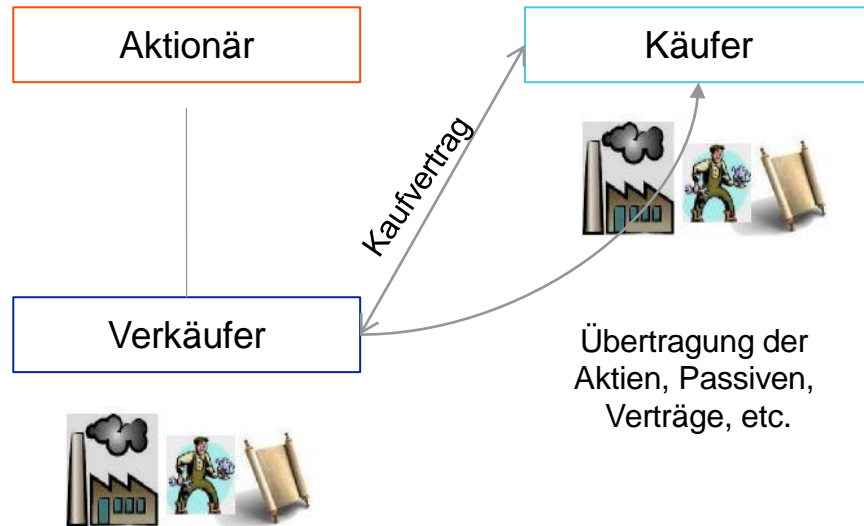 Aktionär
Käufer
Kaufvertrag
Verkäufer
Übertragung der
Aktien, Passiven,
Verträge, etc.